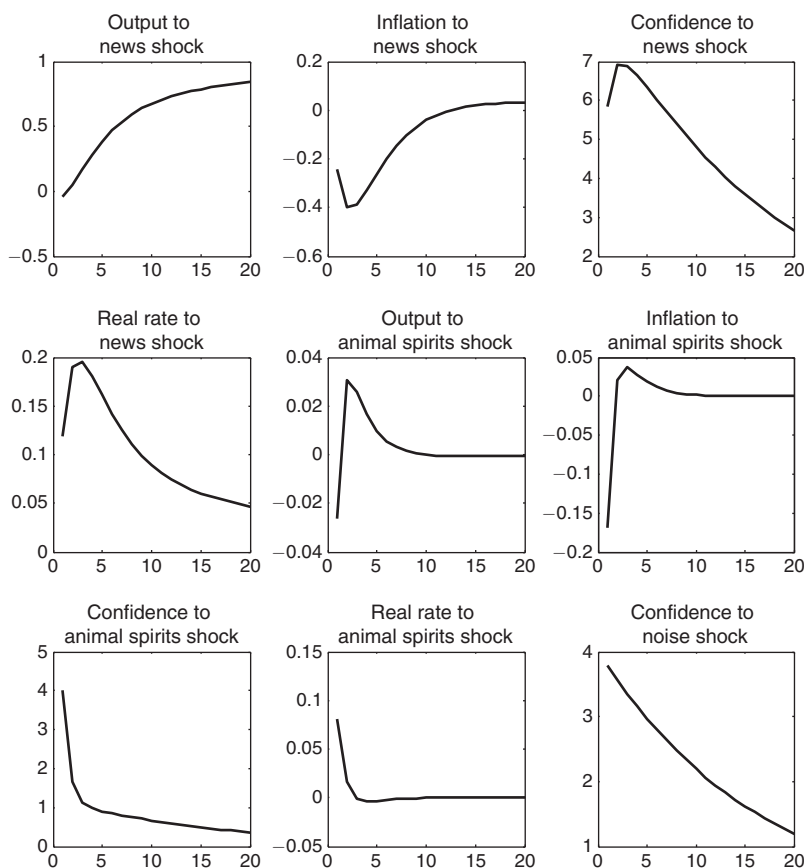 Output to
news shock
1
0.5
0
−0.5
0 5 10 15 20
Inflation to
news shock
0.2
0
−0.2
−0.4
−0.6
0 5 10 15 20
Confidence to
news shock
7
6
5
4
3
2
0 5 10 15 20
Real rate to
news shock
0.2
0.15
0.1
0.05
0
0 5 10 15 20
Output to
animal spirits shock
0.04
0.02
0
−0.02
−0.04
0 5 10 15 20
Inflation to
animal spirits shock
0.05
0
−0.05
−0.1
−0.15
−0.2
0 5 10 15 20
Confidence to
animal spirits shock
5
4
3
2
1
0
0 5 10 15 20
Real rate to
animal spirits shock
0.15
0.1
0.05
0
−0.05
0 5 10 15 20
Confidence to
noise shock
4
3
2
1
0 5 10 15 20